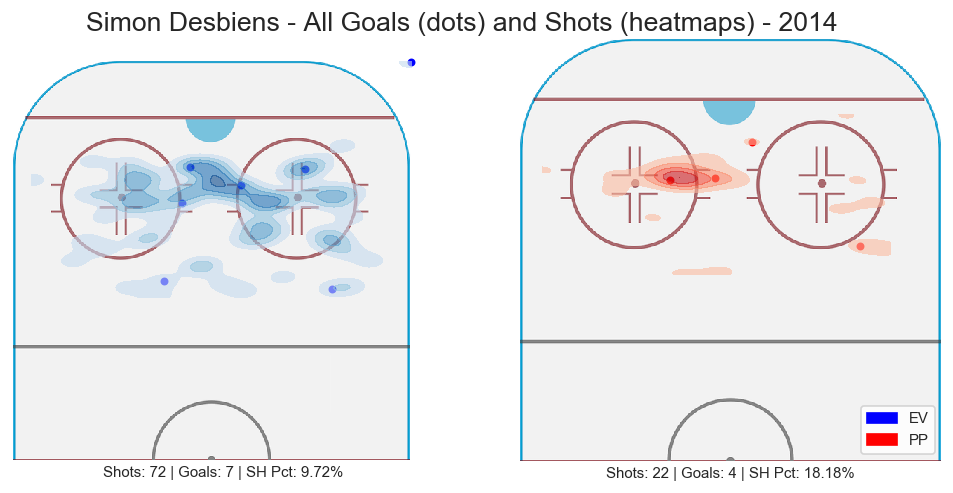 Simon Desbiens - All Goals (dots) and Shots (heatmaps) - 2014
EV
PP
Shots: 72 | Goals: 7 | SH Pct: 9.72%
Shots: 22 | Goals: 4 | SH Pct: 18.18%